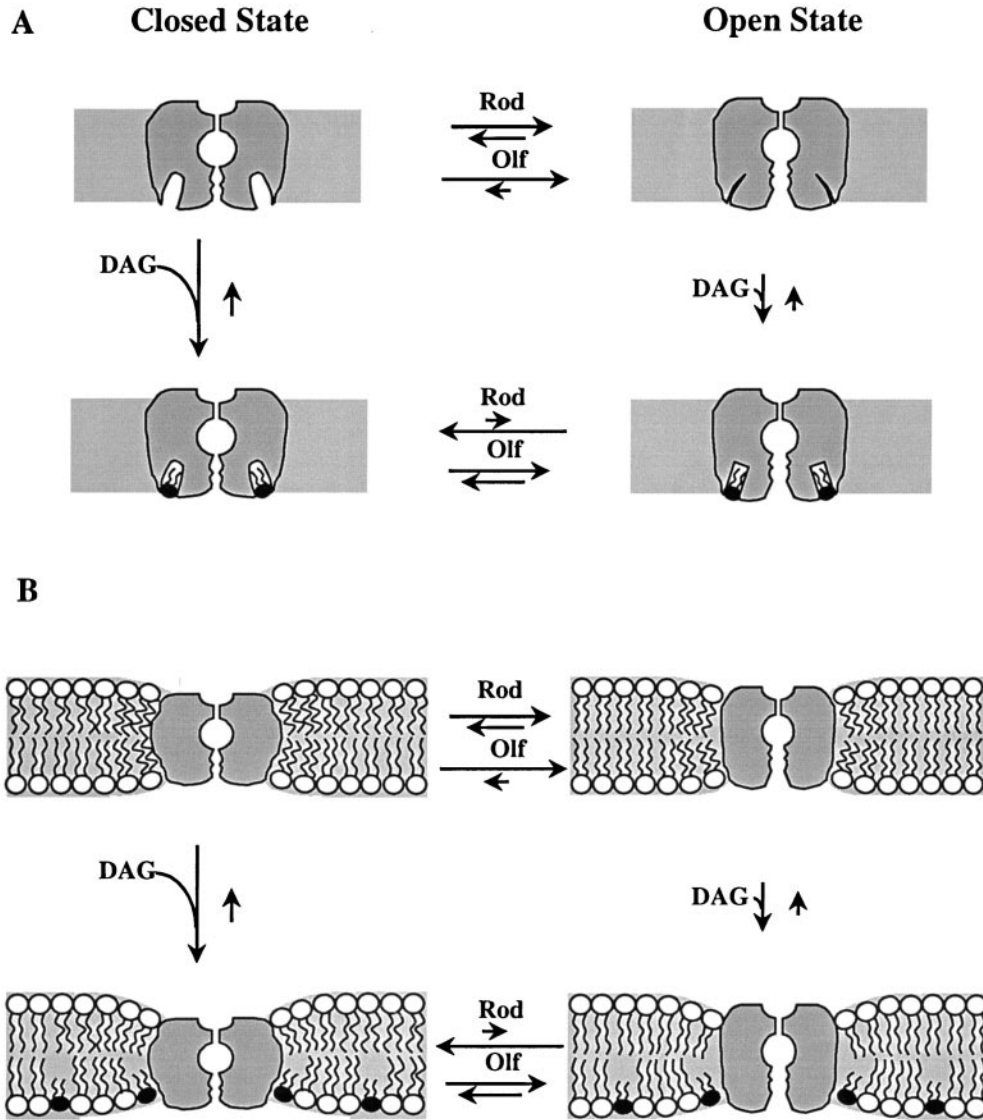 A
Closed State
Open State
Rod
Olf
DAG
DAG
Rod
Olf
B
Rod
Olf
DAG
DAG
Rod
Olf